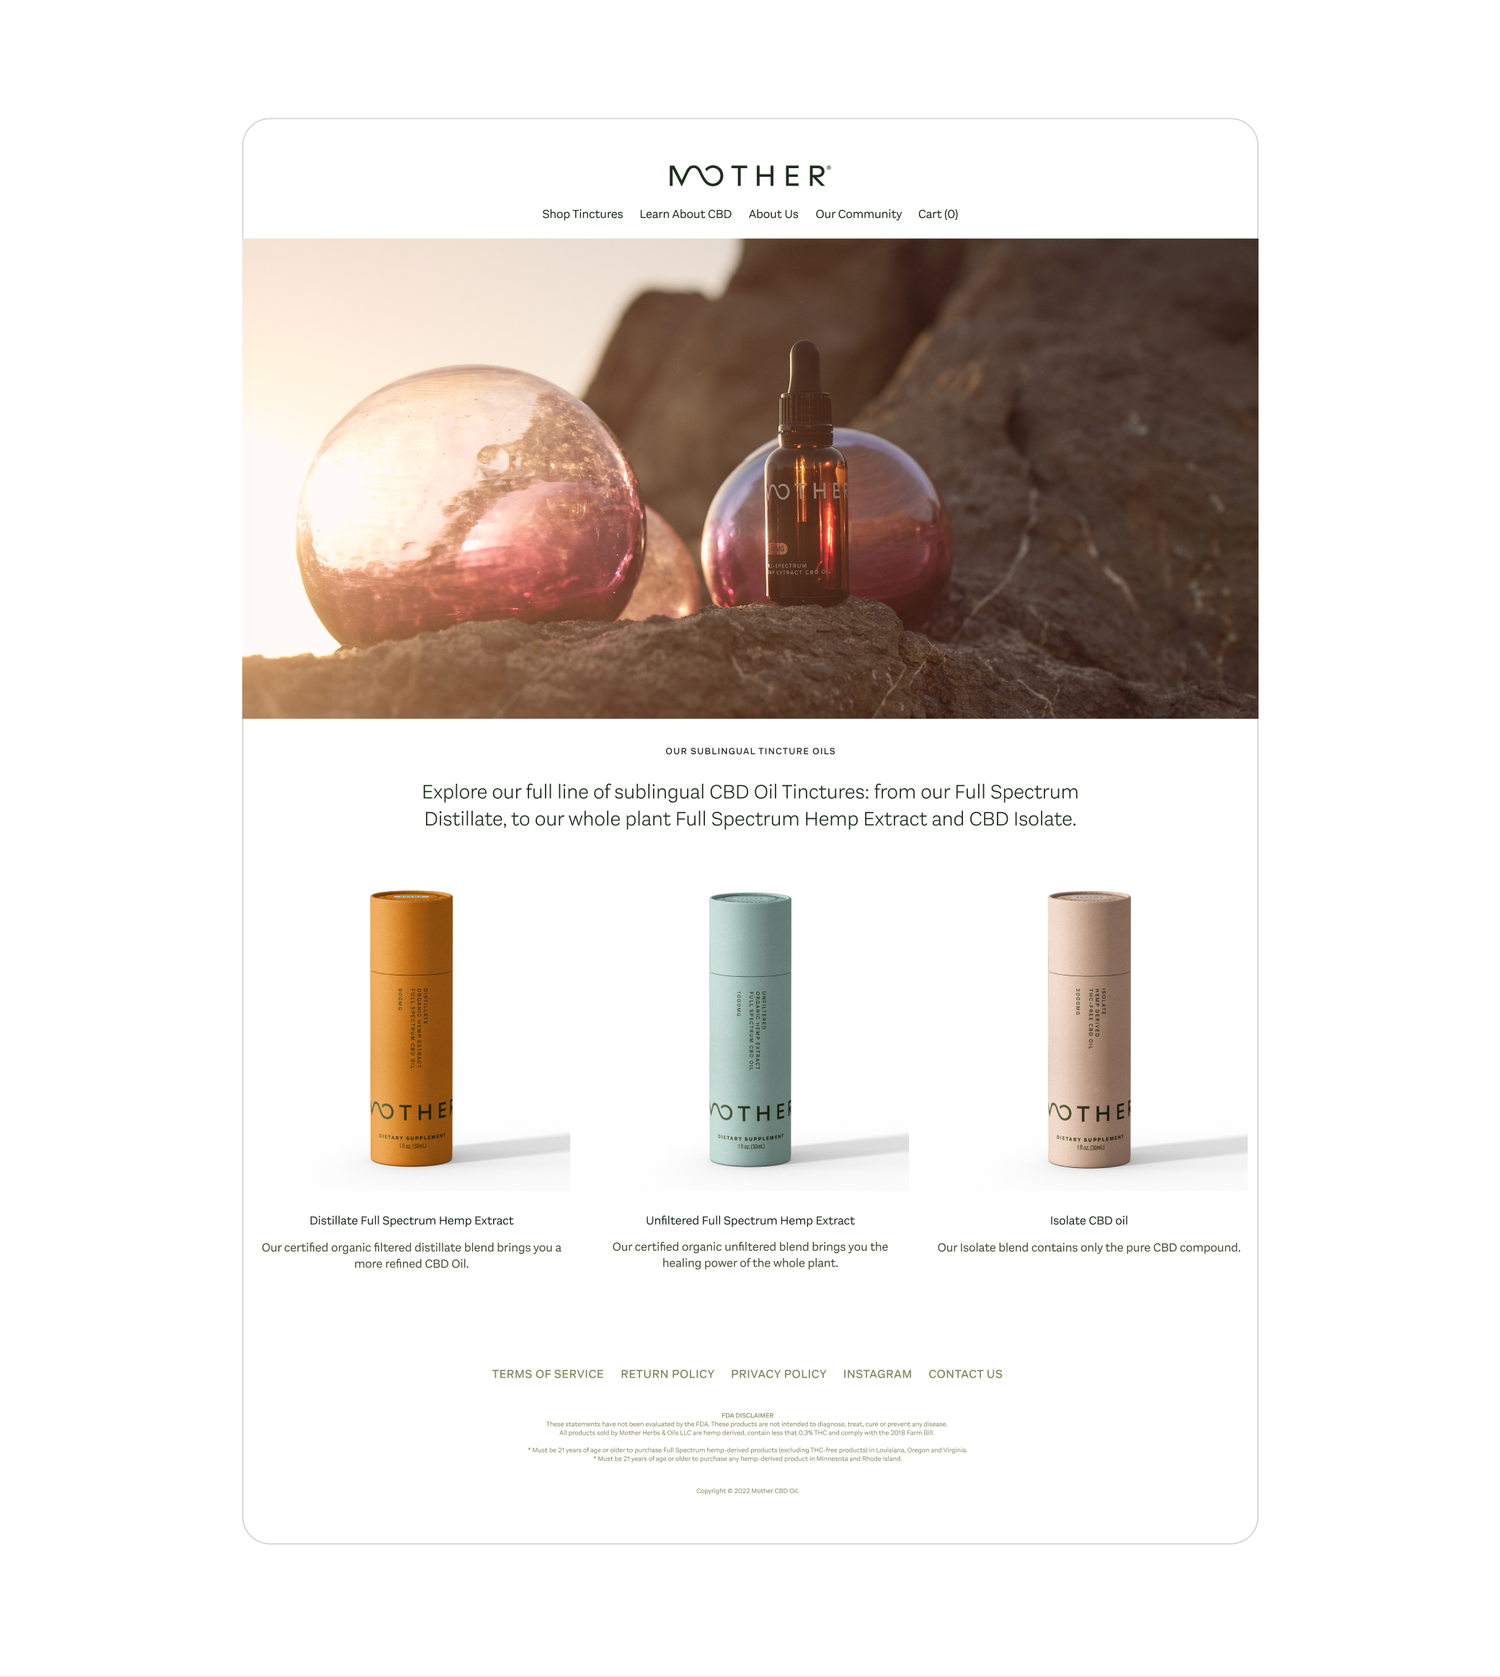 MOTHER®
Shop Tinctures Learn About CBD About Us Our Community Cart (0)
MOTHER
SPECTRUM
EXTRACT CBD OIL
OUR SUBLINGUAL TINCTURE OILS
Explore our full line of sublingual CBD Oil Tinctures: from our Full Spectrum
Distillate, to our whole plant Full Spectrum Hemp Extract and CBD Isolate.
DISTILLATE
ORGANIC HEMP EXTRACT
FULL SPECTRUM CBD OIL
900MG
MOTHER
DIETARY SUPPLEMENT
1 fl oz. (30mL)
UNFILTERED
ORGANIC HEMP EXTRACT
FULL SPECTRUM CBD OIL
1000MG
MOTHER
DIETARY SUPPLEMENT
1 fl oz. (30mL)
ISOLATE
HEMP DERIVED
THC-FREE CBD OIL
2000MG
MOTHER
DIETARY SUPPLEMENT
1 fl oz. (30mL)
Distillate Full Spectrum Hemp Extract
Our certified organic filtered distillate blend brings you a
more refined CBD Oil.
Unfiltered Full Spectrum Hemp Extract
Our certified organic unfiltered blend brings you the
healing power of the whole plant.
Isolate CBD oil
Our Isolate blend contains only the pure CBD compound.
TERMS OF SERVICE RETURN POLICY PRIVACY POLICY INSTAGRAM CONTACT US
FDA DISCLAIMER
These statements have not been evaluated by the FDA. These products are not intended to diagnose, treat, cure or prevent any disease.
All products sold by Mother Herbs & Oils LLC are hemp derived, contain less that 0.3% THC and comply with the 2018 Farm Bill.
* Must be 21 years of age or older to purchase Full Spectrum hemp-derived products (excluding THC-free products) in Louisiana, Oregon and Virginia.
* Must be 21 years of age or older to purchase any hemp-derived product in Minnesota and Rhode Island.
Copyright © 2022 Mother CBD Oil.